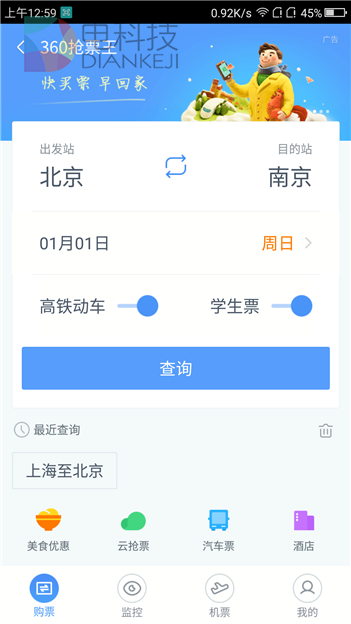 上午12:59
0.92K/s
45%
360抢票王
广告
电科技
DIANKEJI
快买票 早回家
出发站
目的站
北京
南京
01月01日
周日
高铁动车
学生票
查询
最近查询
上海至北京
美食优惠
云抢票
汽车票
酒店
购票
监控
机票
我的